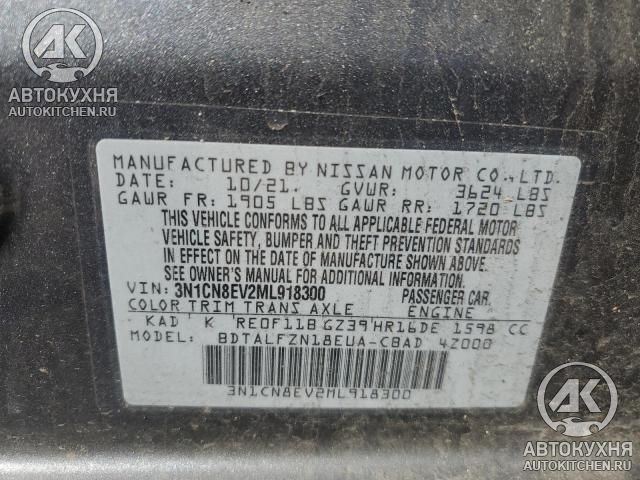 AK
АВТОКУХНЯ
AUTOKITCHEN.RU
MANUFACTURED BY NISSAN MOTOR CO.,LTD.
DATE: 10/21. GVWR: 3624 LBS
GAWR FR: 1905 LBS GAWR RR: 1720 LBS
THIS VEHICLE CONFORMS TO ALL APPLICABLE FEDERAL MOTOR
VEHICLE SAFETY, BUMPER AND THEFT PREVENTION STANDARDS
IN EFFECT ON THE DATE OF MANUFACTURE SHOWN ABOVE.
SEE OWNER'S MANUAL FOR ADDITIONAL INFORMATION.
VIN: 3N1CN8EV2ML918300 PASSENGER CAR.
COLOR TRIM TRANS AXLE ENGINE
KAD K RE0F11B GZ39 HR16DE 1598 CC
MODEL: BDTALFZN18EUA-CBAD 4Z000
3N1CN8EV2ML918300
AK
АВТОКУХНЯ
AUTOKITCHEN.RU